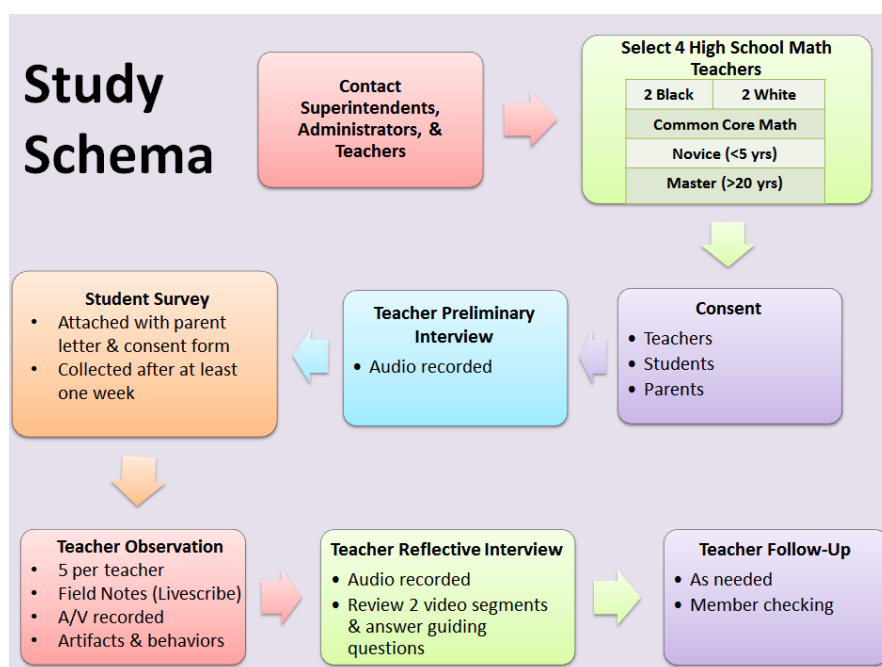 Study
Schema
Contact
Superintendents,
Administrators, &
Teachers
Select 4 High School Math
Teachers
2 Black 2 White
Common Core Math
Novice (<5 yrs)
Master (>20 yrs)
Consent
• Teachers
• Students
• Parents
Teacher Preliminary
Interview
• Audio recorded
Student Survey
• Attached with parent
letter & consent form
• Collected after at least
one week
Teacher Observation
• 5 per teacher
• Field Notes (Livescribe)
• A/V recorded
• Artifacts & behaviors
Teacher Reflective Interview
• Audio recorded
• Review 2 video segments
& answer guiding
questions
Teacher Follow-Up
• As needed
• Member checking